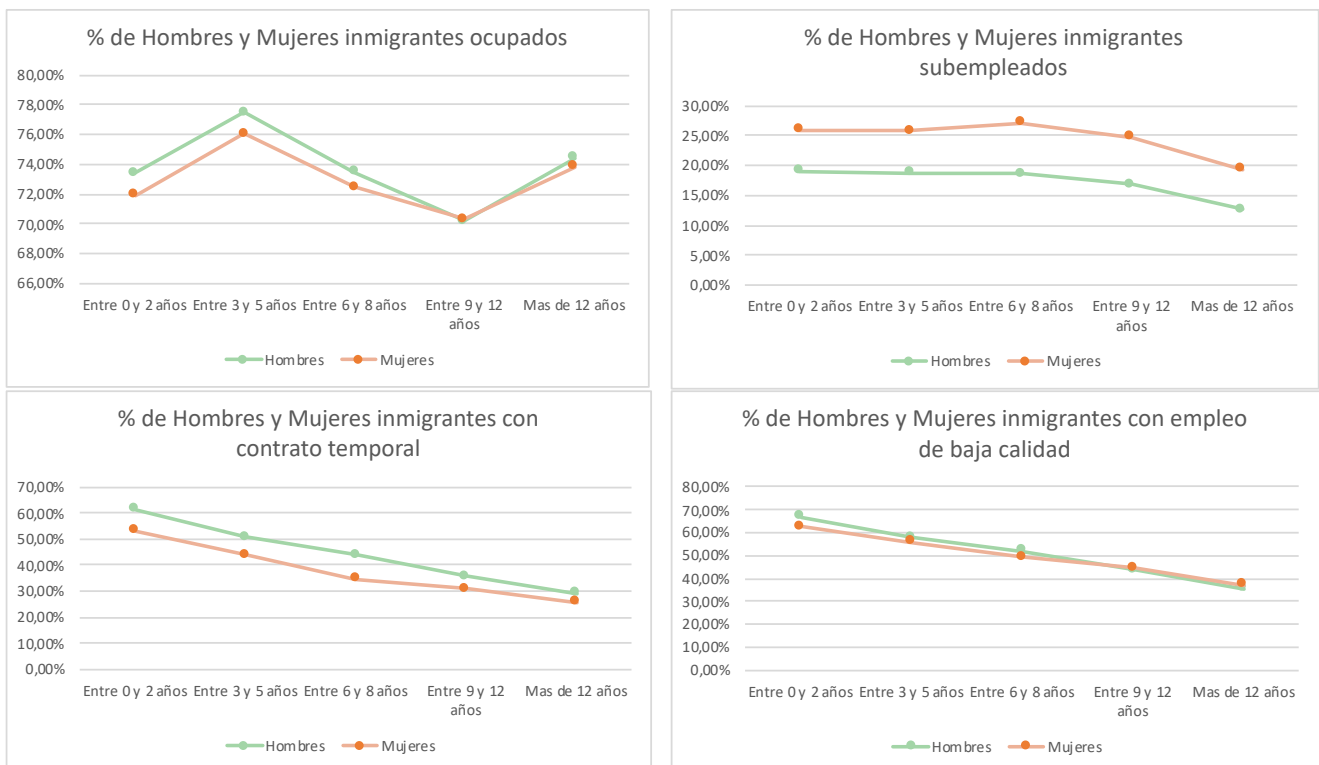 % de Hombres y Mujeres inmigrantes ocupados
80,00%
78,00%
76,00%
74,00%
72,00%
70,00%
68,00%
66,00%
Entre 0 y 2 años Entre 3 y 5 años Entre 6 y 8 años Entre 9 y 12 Mas de 12 años
años
Hombres Mujeres
% de Hombres y Mujeres inmigrantes
subempleados
30,00%
25,00%
20,00%
15,00%
10,00%
5,00%
0,00%
Entre 0 y 2 años Entre 3 y 5 años Entre 6 y 8 años Entre 9 y 12 Mas de 12 años
años
Hombres Mujeres
% de Hombres y Mujeres inmigrantes con
contrato temporal
70,00%
60,00%
50,00%
40,00%
30,00%
20,00%
10,00%
0,00%
Entre 0 y 2 años Entre 3 y 5 años Entre 6 y 8 años Entre 9 y 12 Mas de 12 años
años
Hombres Mujeres
% de Hombres y Mujeres inmigrantes con empleo
de baja calidad
80,00%
70,00%
60,00%
50,00%
40,00%
30,00%
20,00%
10,00%
0,00%
Entre 0 y 2 años Entre 3 y 5 años Entre 6 y 8 años Entre 9 y 12 Mas de 12 años
años
Hombres Mujeres